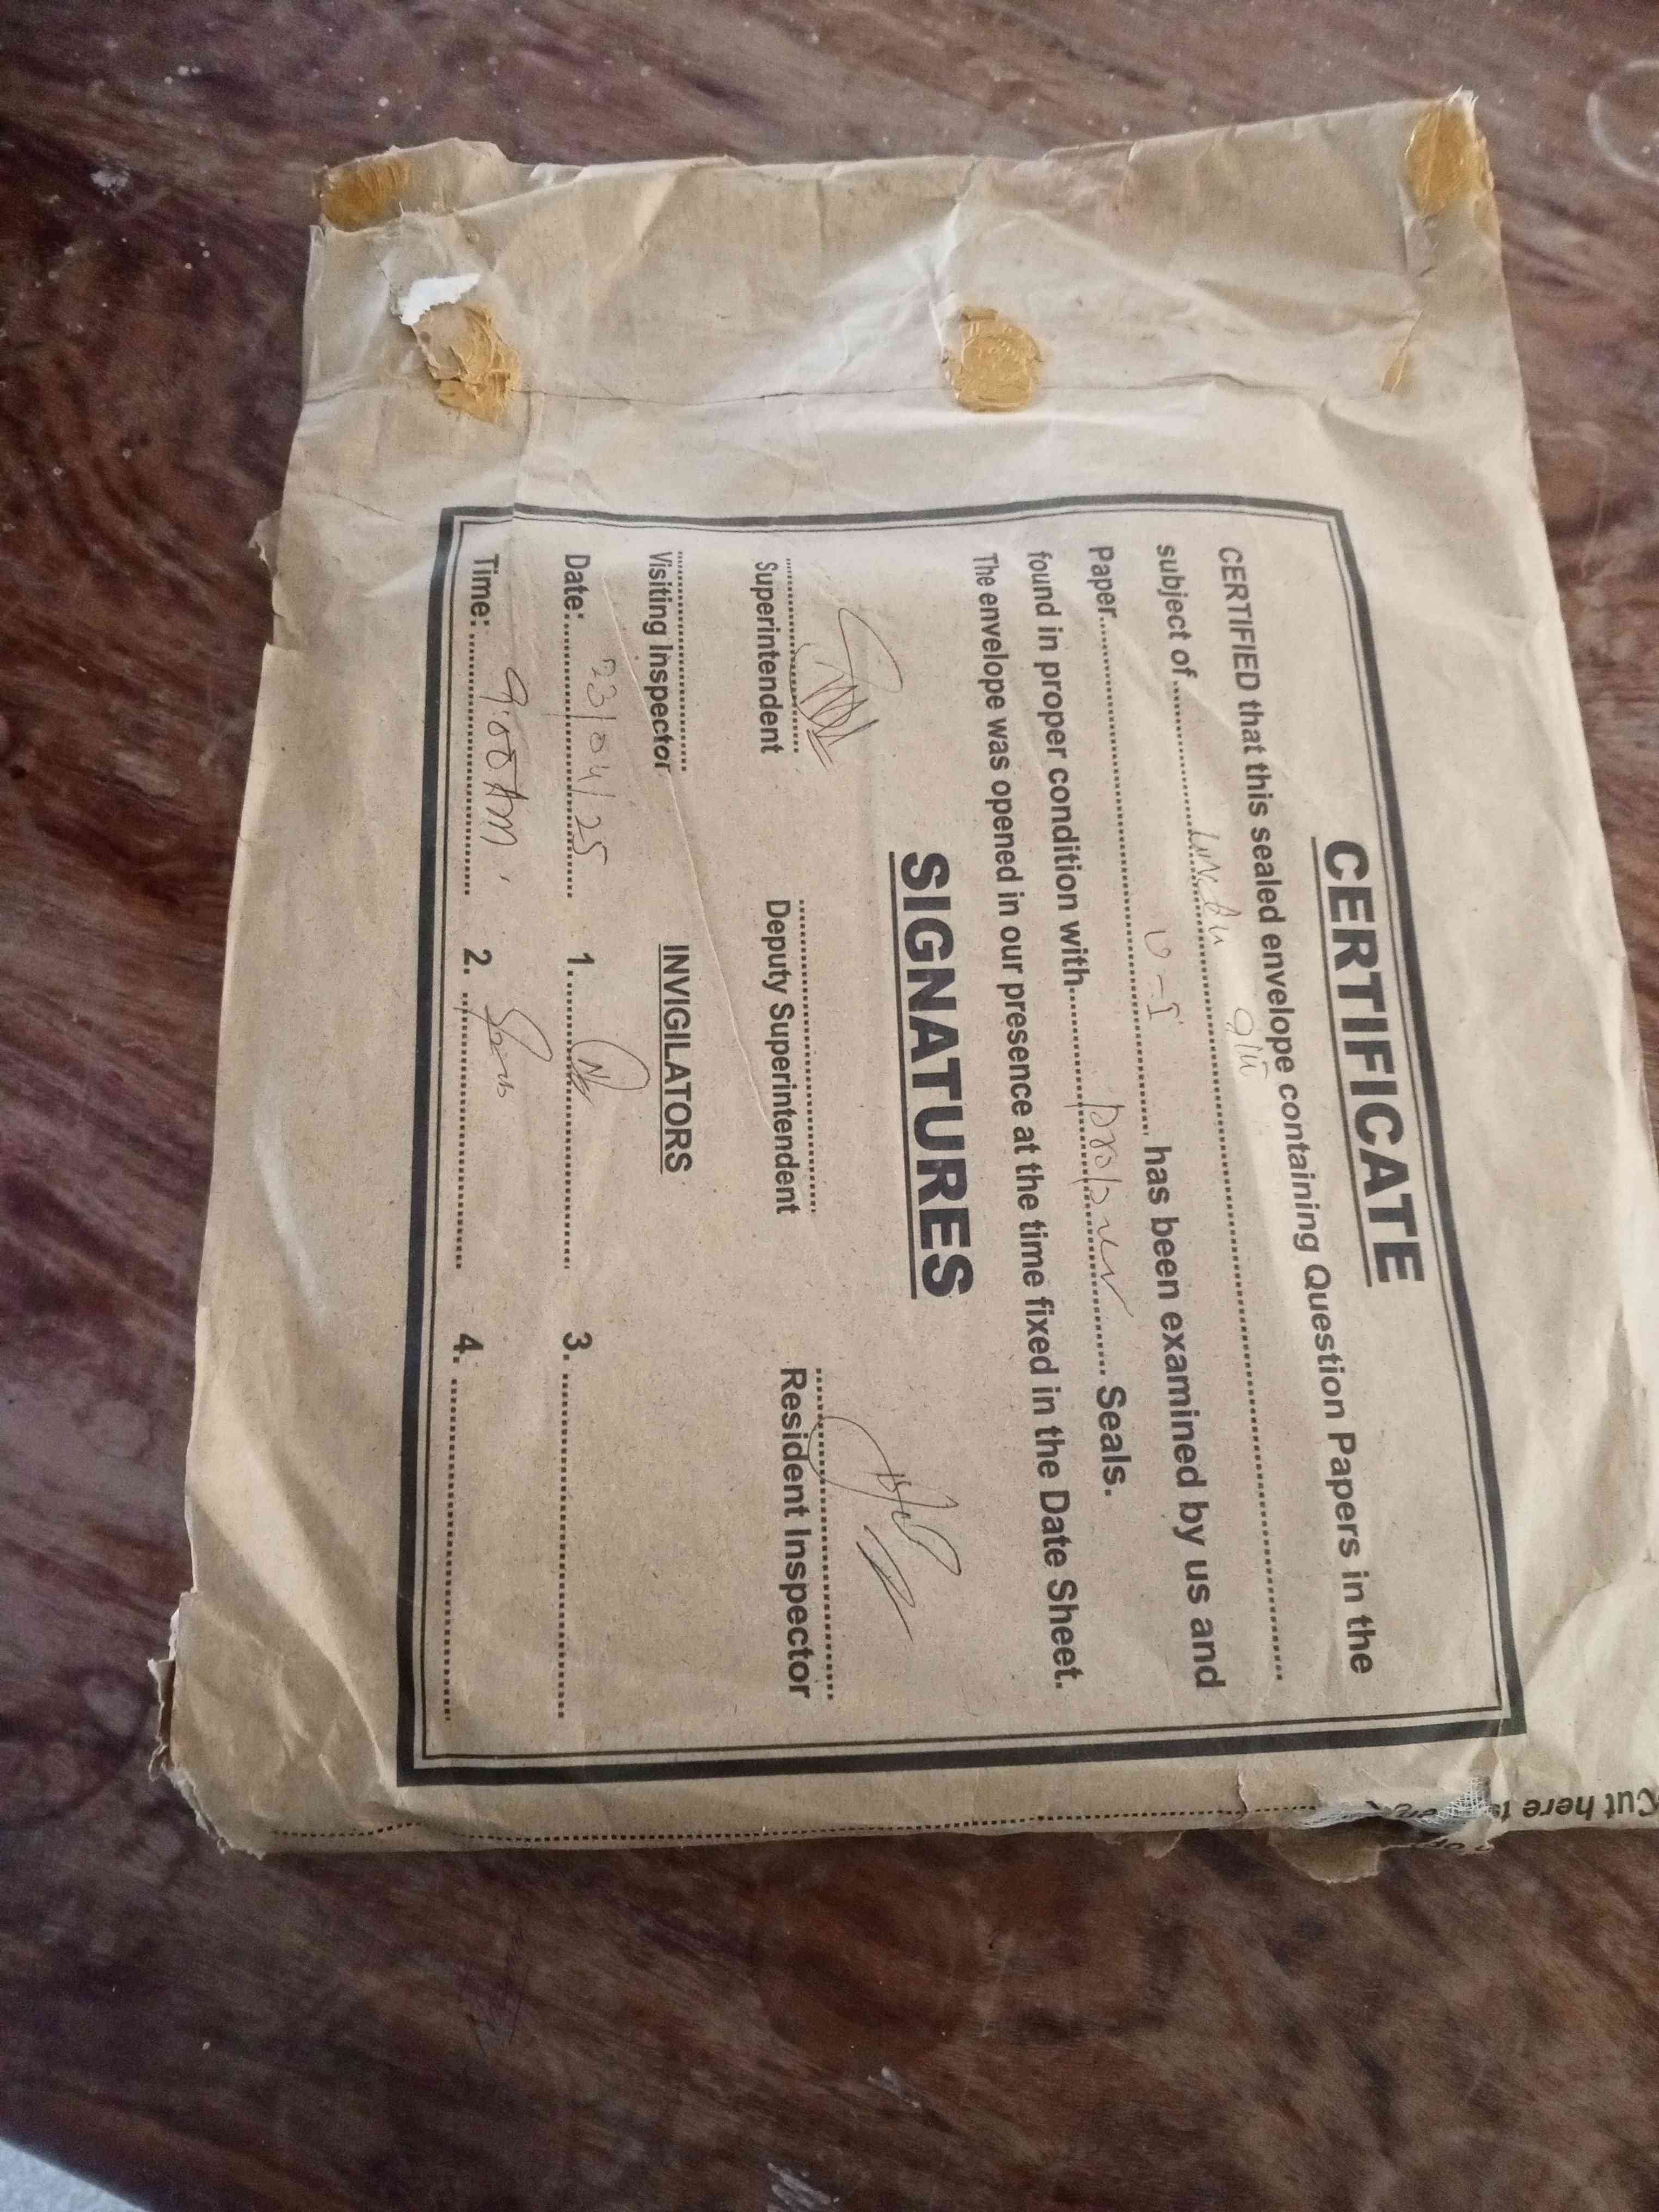 CERTIFICATE
CERTIFIED that this sealed envelope containing Question Papers in the
9th
subject of ........................................
Paper.................... U-I .......... has been examined by us and
found in proper condition with.......... proper .......... Seals.
The envelope was opened in our presence at the time fixed in the Date Sheet.
SIGNATURES
Superintendent Deputy Superintendent Resident Inspector
Visiting Inspector INVIGILATORS
Date: 23/04/25 1. 3.
Time: 9:00 AM. 2. 4.
Cut here